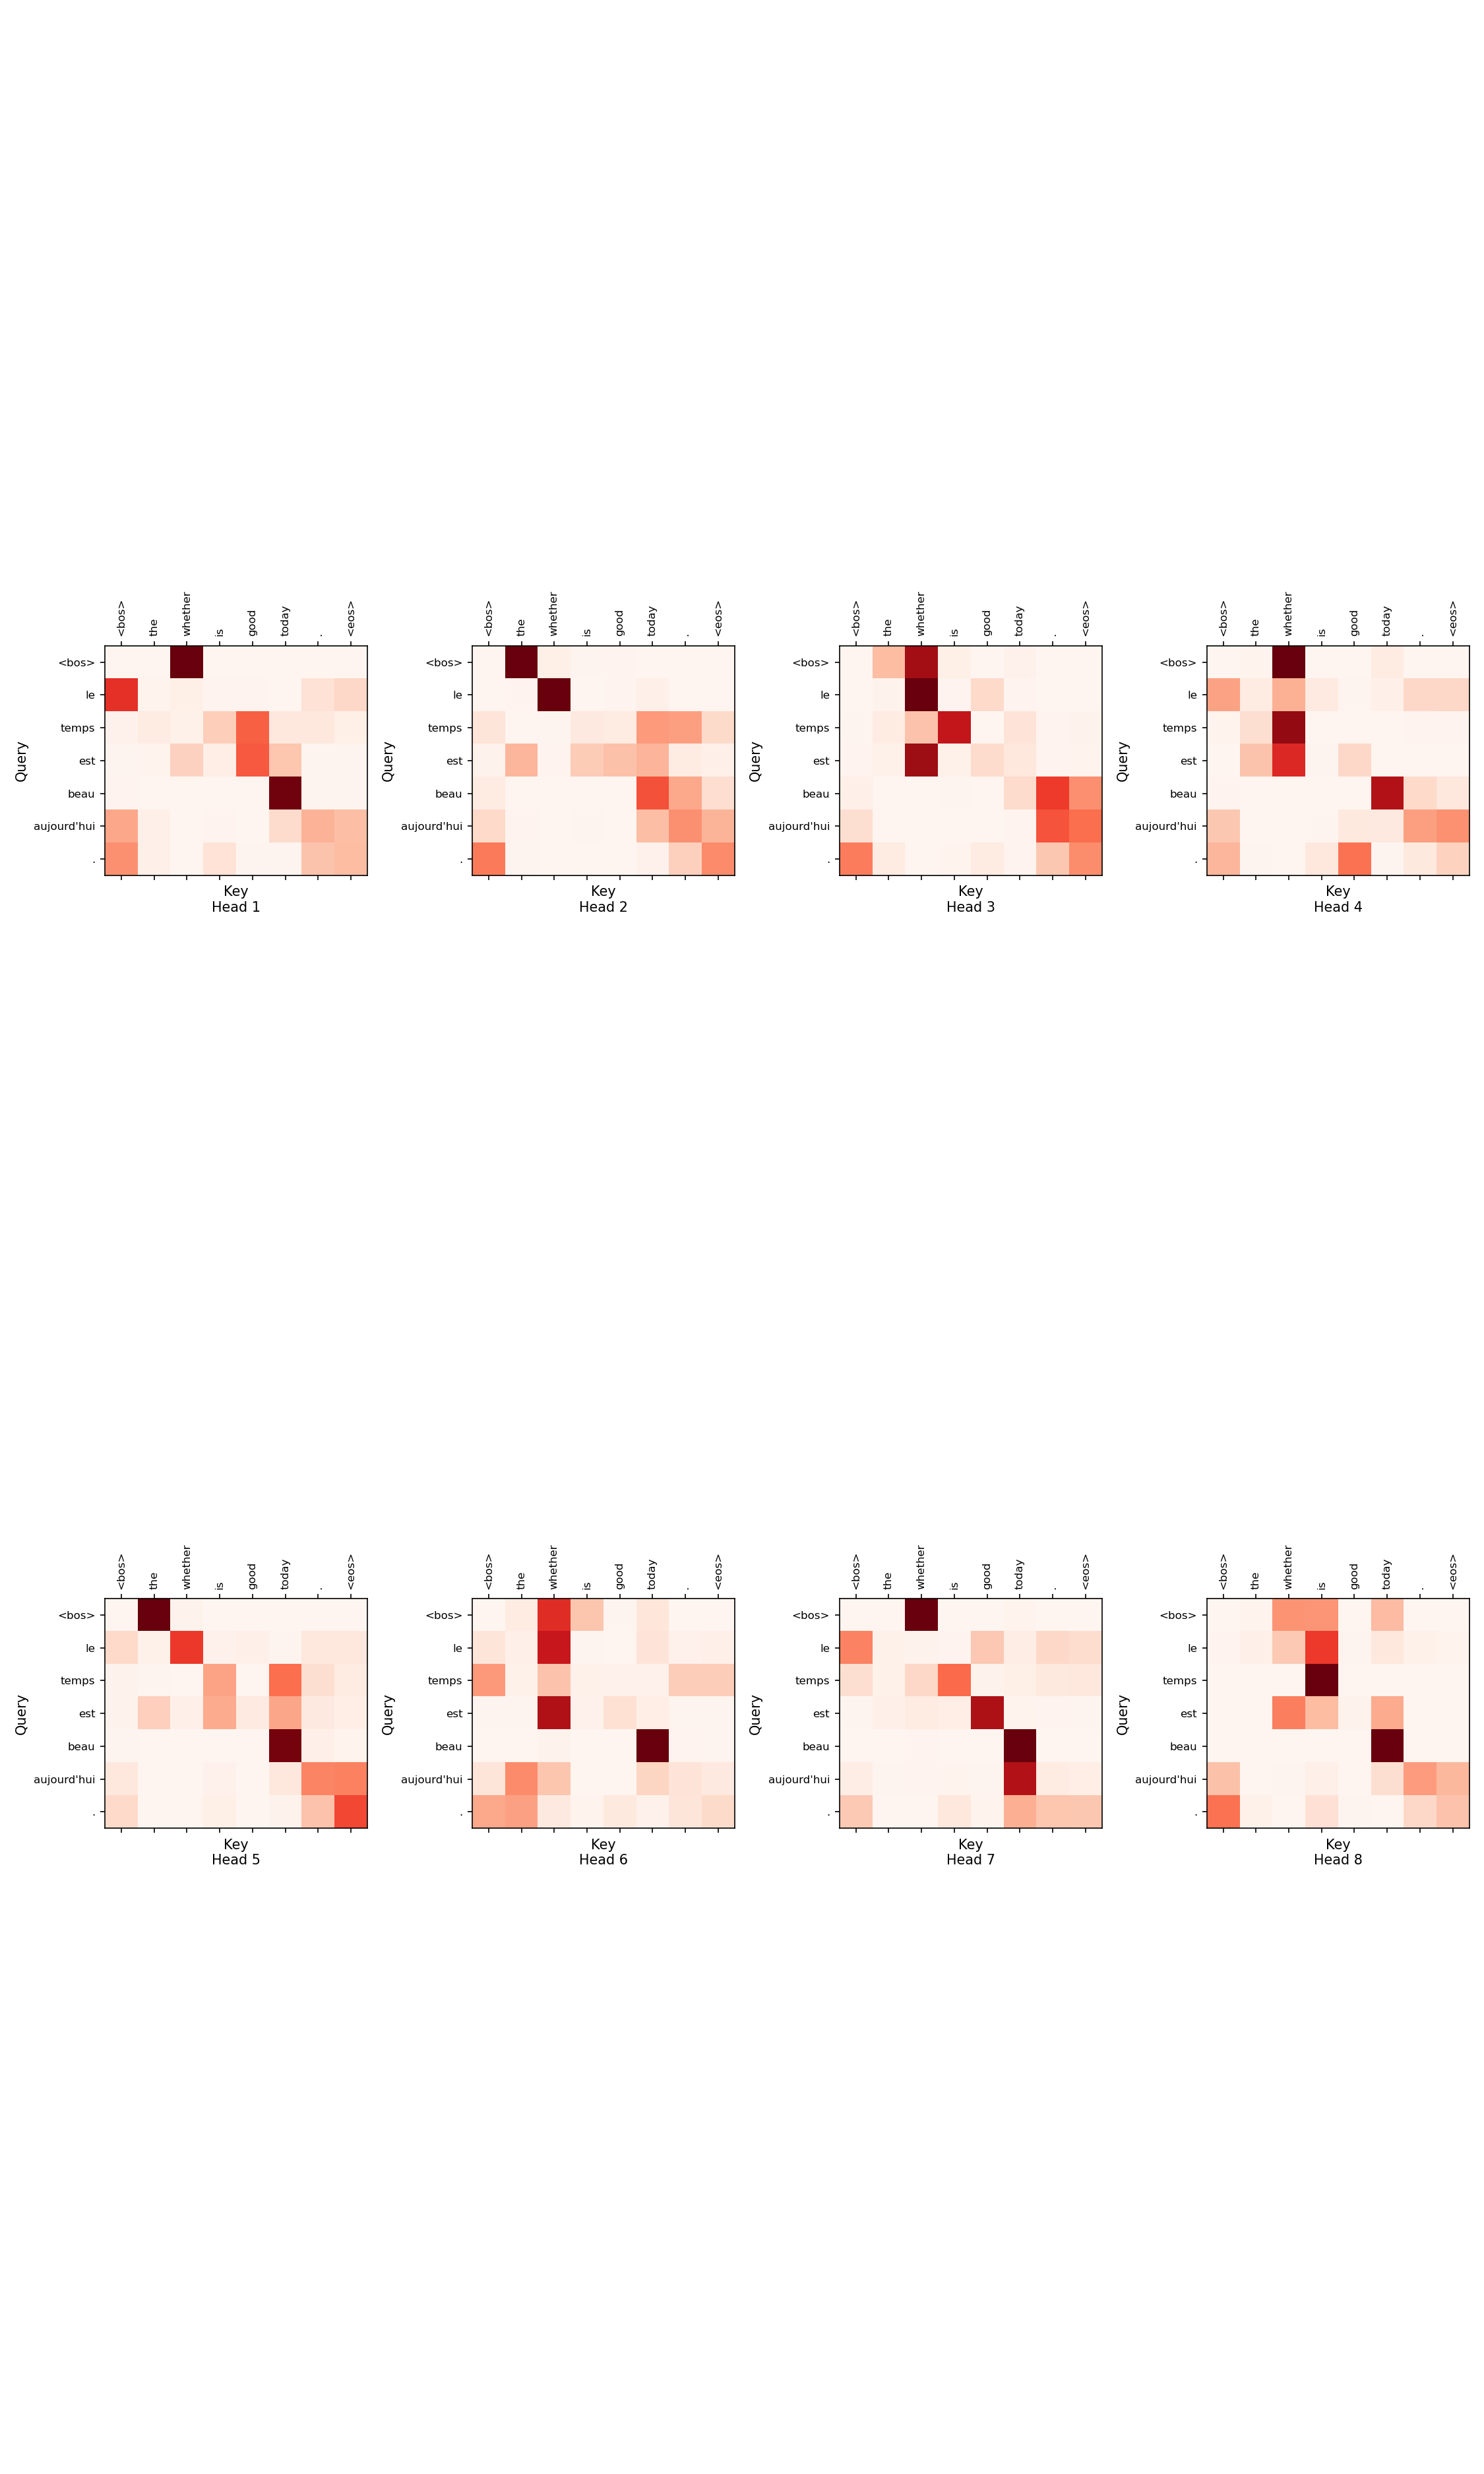 <bos> the whether is good today . <eos> <bos> the whether is good today . <eos> <bos> the whether is good today . <eos> <bos> the whether is good today . <eos>
Query <bos> Query <bos> Query <bos> Query <bos>
le le le le
temps temps temps temps
est est est est
beau beau beau beau
aujourd'hui aujourd'hui aujourd'hui aujourd'hui
. . . .
Key Key Key Key
Head 1 Head 2 Head 3 Head 4
<bos> the whether is good today . <eos> <bos> the whether is good today . <eos> <bos> the whether is good today . <eos> <bos> the whether is good today . <eos>
Query <bos> Query <bos> Query <bos> Query <bos>
le le le le
temps temps temps temps
est est est est
beau beau beau beau
aujourd'hui aujourd'hui aujourd'hui aujourd'hui
. . . .
Key Key Key Key
Head 5 Head 6 Head 7 Head 8